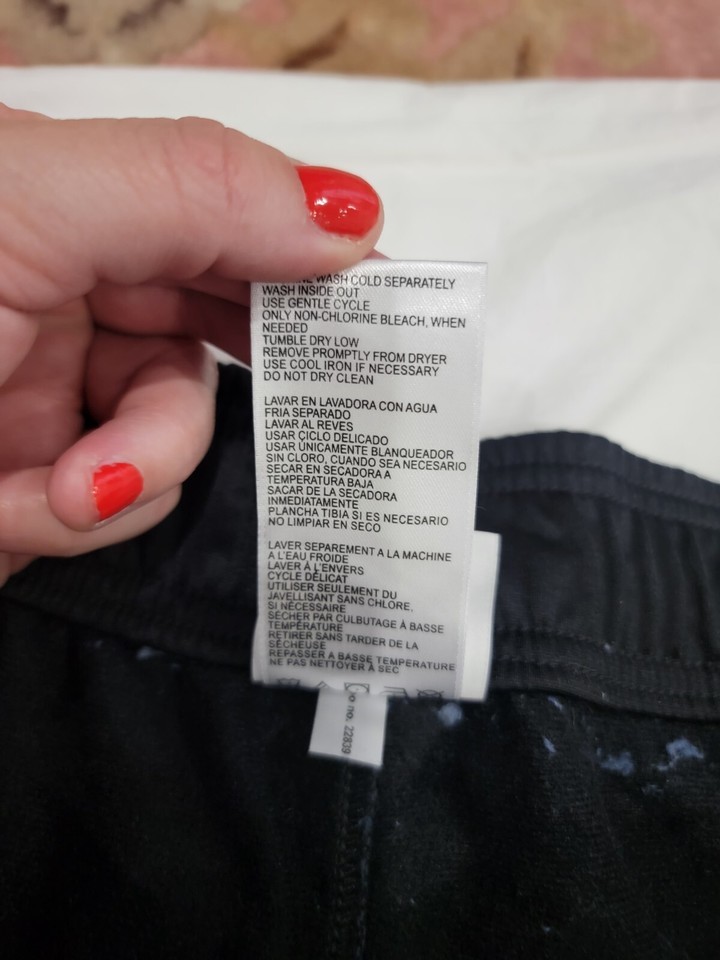 WASH COLD SEPARATELY
WASH INSIDE OUT
USE GENTLE CYCLE
ONLY NON-CHLORINE BLEACH, WHEN
NEEDED
TUMBLE DRY LOW
REMOVE PROMPTLY FROM DRYER
USE COOL IRON IF NECESSARY
DO NOT DRY CLEAN
LAVAR EN LAVADORA CON AGUA
FRIA SEPARADO
LAVAR AL REVES
USAR CICLO DELICADO
USAR ÚNICAMENTE BLANQUEADOR
SIN CLORO, CUANDO SEA NECESARIO
SECAR EN SECADORA A
TEMPERATURA BAJA
SACAR DE LA SECADORA
INMEDIATAMENTE
PLANCHA TIBIA SI ES NECESARIO
NO LIMPIAR EN SECO
LAVER SEPAREMENT A LA MACHINE
A L'EAU FROIDE
LAVER À L'ENVERS
CYCLE DÉLICAT
UTILISER SEULEMENT DU
JAVELLISANT SANS CHLORE,
SI NÉCESSAIRE
SÉCHER PAR CULBUTAGE À BASSE
TEMPÉRATURE
RETIRER SANS TARDER DE LA
SÉCHEUSE
REPASSER A BASSE TEMPERATURE
NE PAS NETTOYER À SEC
no. 22839